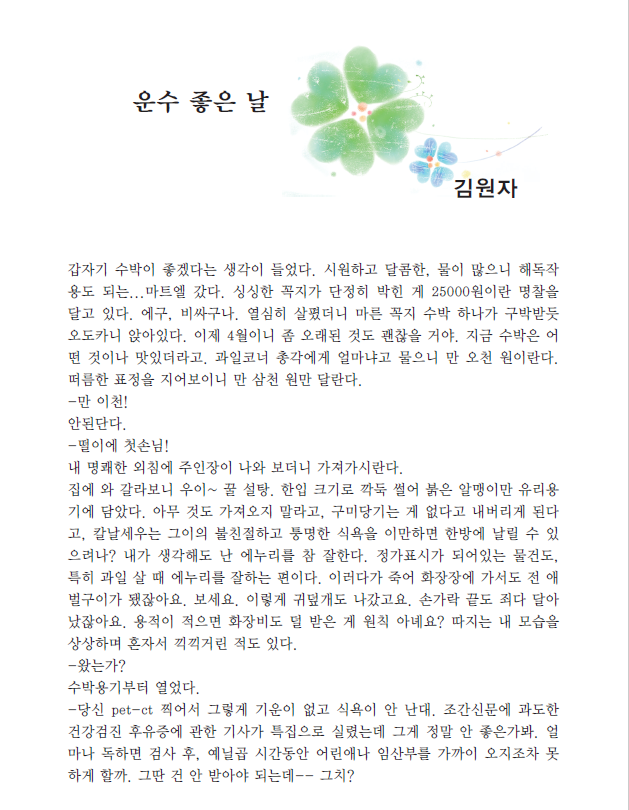 운수 좋은 날
김원자
갑자기 수박이 좋겠다는 생각이 들었다. 시원하고 달콤한, 물이 많으니 해독작
용도 되는...마트엘 갔다. 싱싱한 꼭지가 단정히 박힌 게 25000원이란 명찰을
달고 있다. 에구, 비싸구나. 열심히 살폈더니 마른 꼭지 수박 하나가 구박받듯
오도카니 앉아있다. 이제 4월이니 좀 오래된 것도 괜찮을 거야. 지금 수박은 어
떤 것이나 맛있더라고. 과일코너 총각에게 얼마냐고 물으니 만 오천 원이란다.
떠름한 표정을 지어보이니 만 삼천 원만 달란다.
-만 이천!
안된단다.
-떨이에 첫손님!
내 명쾌한 외침에 주인장이 나와 보더니 가져가시란다.
집에 와 갈라보니 우이~ 꿀 설탕. 한입 크기로 깍둑 썰어 붉은 알맹이만 유리용
기에 담았다. 아무 것도 가져오지 말라고, 구미당기는 게 없다고 내버리게 된다
고, 칼날세우는 그이의 불친절하고 퉁명한 식욕을 이만하면 한방에 날릴 수 있
으려나? 내가 생각해도 난 에누리를 참 잘한다. 정가표시가 되어있는 물건도,
특히 과일 살 때 에누리를 잘하는 편이다. 이러다가 죽어 화장장에 가서도 전 애
벌구이가 됐잖아요. 보세요. 이렇게 귀덮개도 나갔고요. 손가락 끝도 죄다 달아
났잖아요. 용적이 적으면 화장비도 덜 받은 게 원칙 아녜요? 따지는 내 모습을
상상하며 혼자서 끽끽거린 적도 있다.
-왔는가?
수박용기부터 열었다.
-당신 pet-ct 찍어서 그렇게 기운이 없고 식욕이 안 난대. 조간신문에 과도한
건강검진 후유증에 관한 기사가 특집으로 실렸는데 그게 정말 안 좋은가봐. 얼
마나 독하면 검사 후, 예닐곱 시간동안 어린애나 임산부를 가까이 오지조차 못
하게 할까. 그딴 건 안 받아야 되는데-- 그치?